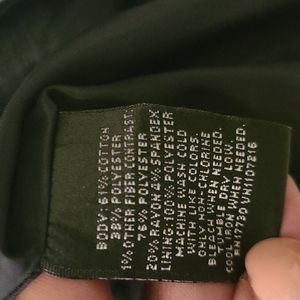 BODY: 61% COTTON
38% POLYESTER
1% OTHER FIBER CONTRAST:
76% POLYESTER
20% RAYON 4% SPANDEX
LINING: 100% POLYESTER
MACHINE WASH COLD
WITH LIKE COLORS.
ONLY NON-CHLORINE
BLEACH WHEN NEEDED.
TUMBLE DRY LOW.
COOL IRON WHEN NEEDED.